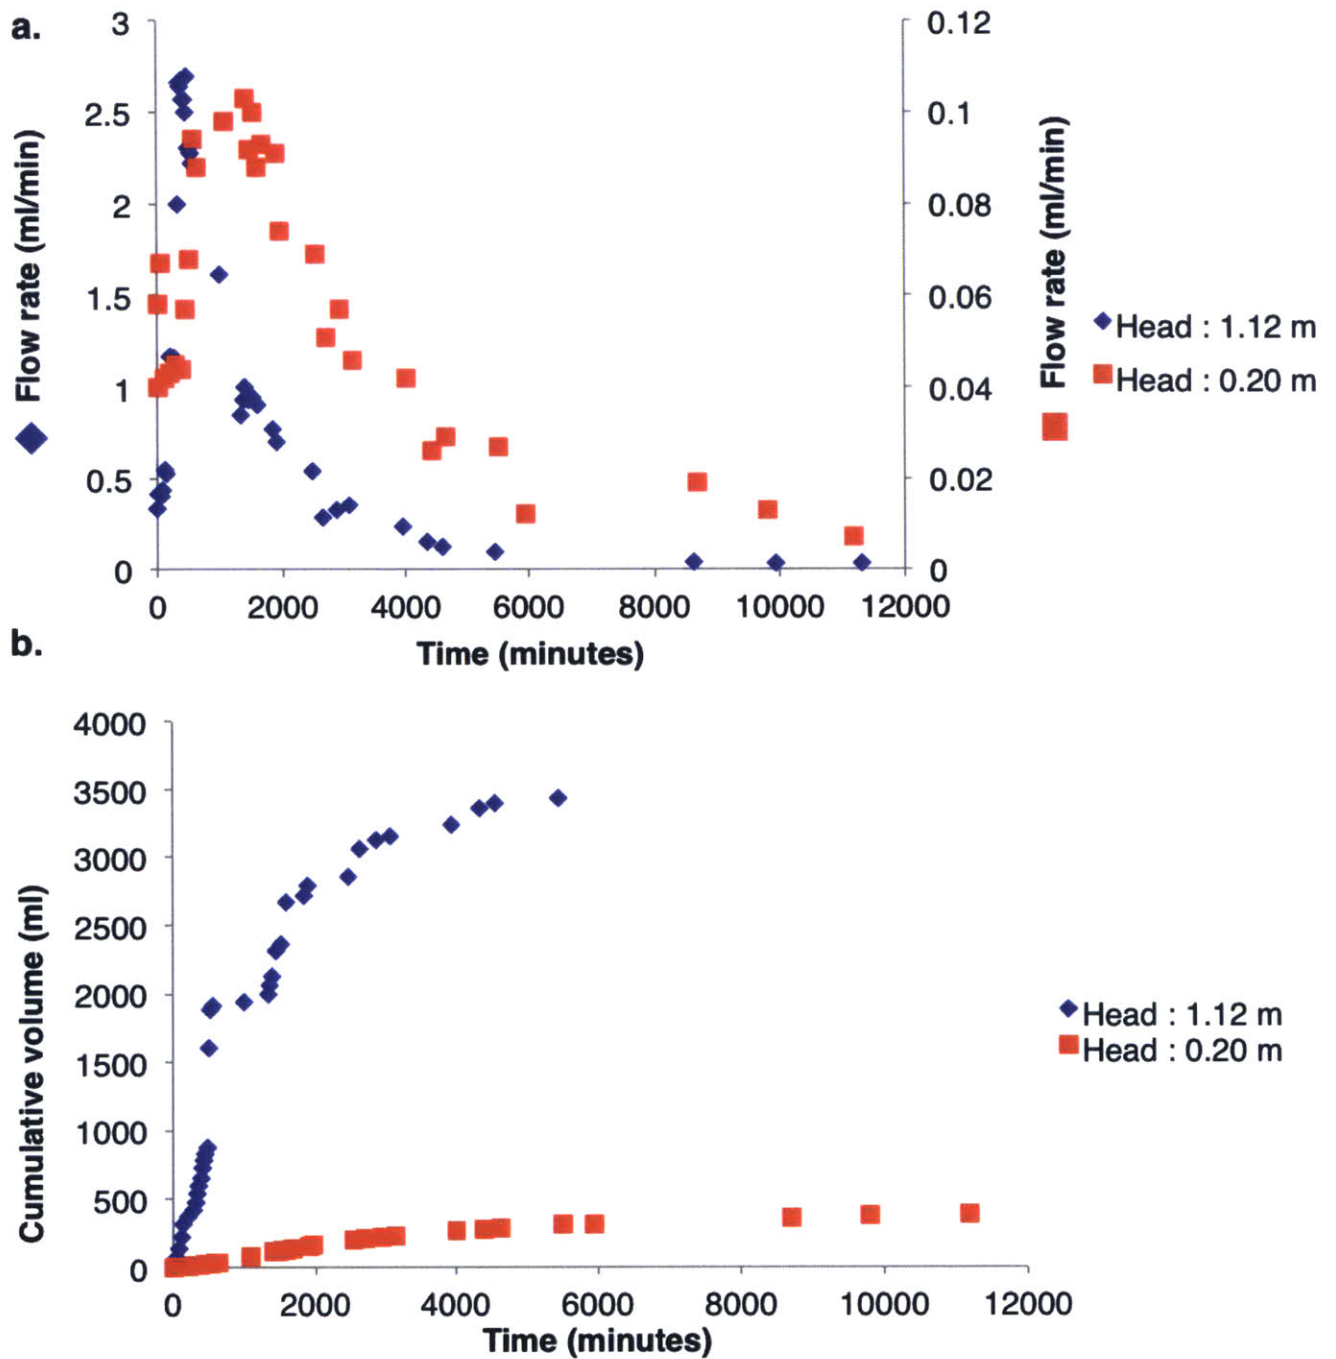 a.
3
2.5
2
1.5
1
0.5
0
Flow rate (ml/min)
0.12
0.1
0.08
0.06
0.04
0.02
0
Flow rate (ml/min)
0 2000 4000 6000 8000 10000 12000
Time (minutes)
Head : 1.12 m
Head : 0.20 m
b.
4000
3500
3000
2500
2000
1500
1000
500
0
Cumulative volume (ml)
0 2000 4000 6000 8000 10000 12000
Time (minutes)
Head : 1.12 m
Head : 0.20 m